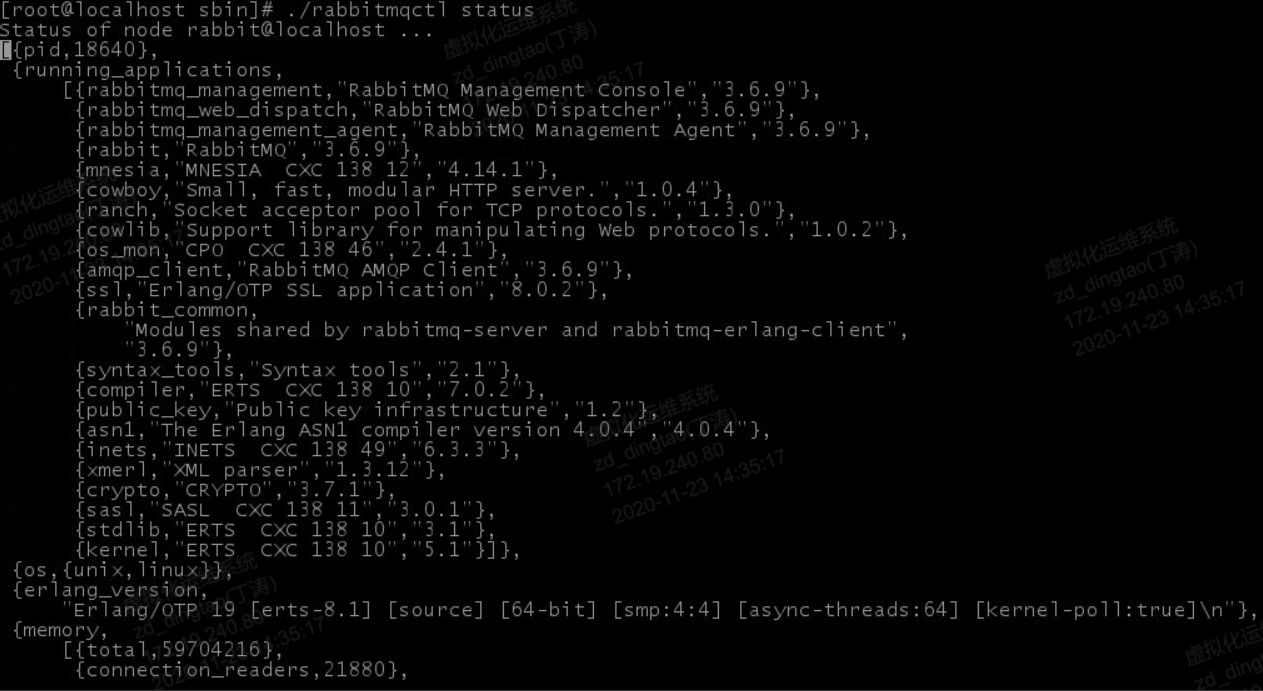 [root@localhost sbin]# ./rabbitmqctl status
Status of node rabbit@localhost ...
[{pid,18640},
 {running_applications,
     [{rabbitmq_management,"RabbitMQ Management Console","3.6.9"},
      {rabbitmq_web_dispatch,"RabbitMQ Web Dispatcher","3.6.9"},
      {rabbitmq_management_agent,"RabbitMQ Management Agent","3.6.9"},
      {rabbit,"RabbitMQ","3.6.9"},
      {mnesia,"MNESIA  CXC 138 12","4.14.1"},
      {cowboy,"Small, fast, modular HTTP server.","1.0.4"},
      {ranch,"Socket acceptor pool for TCP protocols.","1.3.0"},
      {cowlib,"Support library for manipulating Web protocols.","1.0.2"},
      {os_mon,"CPO  CXC 138 46","2.4.1"},
      {amqp_client,"RabbitMQ AMQP Client","3.6.9"},
      {ssl,"Erlang/OTP SSL application","8.0.2"},
      {rabbit_common,
          "Modules shared by rabbitmq-server and rabbitmq-erlang-client",
          "3.6.9"},
      {syntax_tools,"Syntax tools","2.1"},
      {compiler,"ERTS  CXC 138 10","7.0.2"},
      {public_key,"Public key infrastructure","1.2"},
      {asn1,"The Erlang ASN1 compiler version 4.0.4","4.0.4"},
      {inets,"INETS  CXC 138 49","6.3.3"},
      {xmerl,"XML parser","1.3.12"},
      {crypto,"CRYPTO","3.7.1"},
      {sasl,"SASL  CXC 138 11","3.0.1"},
      {stdlib,"ERTS  CXC 138 10","3.1"},
      {kernel,"ERTS  CXC 138 10","5.1"}]},
 {os,{unix,linux}},
 {erlang_version,
     "Erlang/OTP 19 [erts-8.1] [source] [64-bit] [smp:4:4] [async-threads:64] [kernel-poll:true]\n"},
 {memory,
     [{total,59704216},
      {connection_readers,21880},
虚拟化运维系统
zd_dingtao(丁涛)
172.19.240.80
2020-11-23 14:35:17